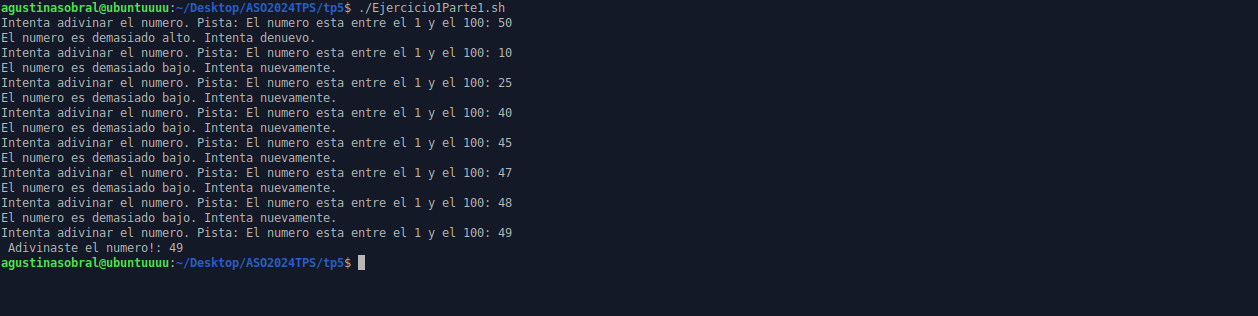 agustinasobral@ubuntuuu:~/Desktop/ASO2024TPS/tp5$ ./Ejercicio1Parte1.sh
Intenta adivinar el numero. Pista: El numero esta entre el 1 y el 100: 50
El numero es demasiado alto. Intenta denuevo.
Intenta adivinar el numero. Pista: El numero esta entre el 1 y el 100: 10
El numero es demasiado bajo. Intenta nuevamente.
Intenta adivinar el numero. Pista: El numero esta entre el 1 y el 100: 25
El numero es demasiado bajo. Intenta nuevamente.
Intenta adivinar el numero. Pista: El numero esta entre el 1 y el 100: 40
El numero es demasiado bajo. Intenta nuevamente.
Intenta adivinar el numero. Pista: El numero esta entre el 1 y el 100: 45
El numero es demasiado bajo. Intenta nuevamente.
Intenta adivinar el numero. Pista: El numero esta entre el 1 y el 100: 47
El numero es demasiado bajo. Intenta nuevamente.
Intenta adivinar el numero. Pista: El numero esta entre el 1 y el 100: 48
El numero es demasiado bajo. Intenta nuevamente.
Intenta adivinar el numero. Pista: El numero esta entre el 1 y el 100: 49
 Adivinaste el numero!: 49
agustinasobral@ubuntuuu:~/Desktop/ASO2024TPS/tp5$